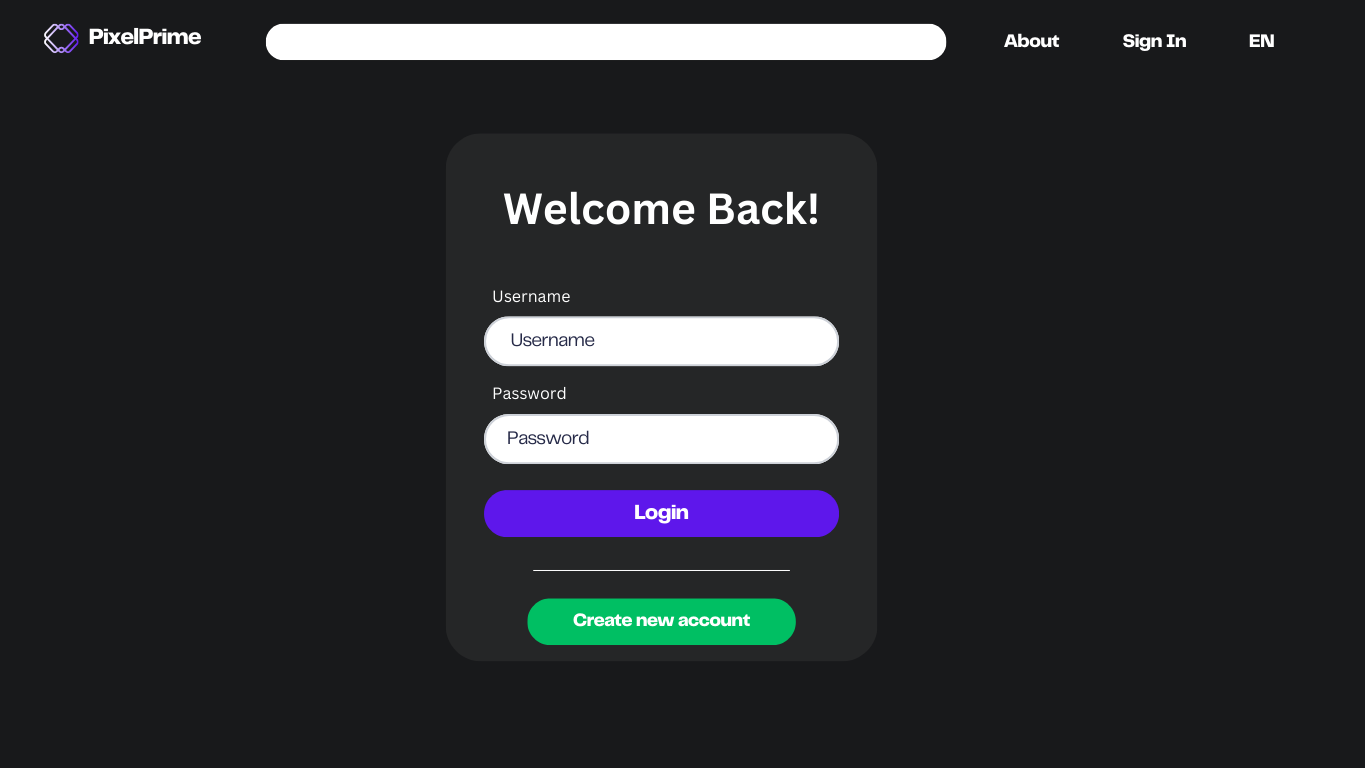 PixelPrime
About
Sign In
EN
Welcome Back!
Username
Username
Password
Password
Login
Create new account